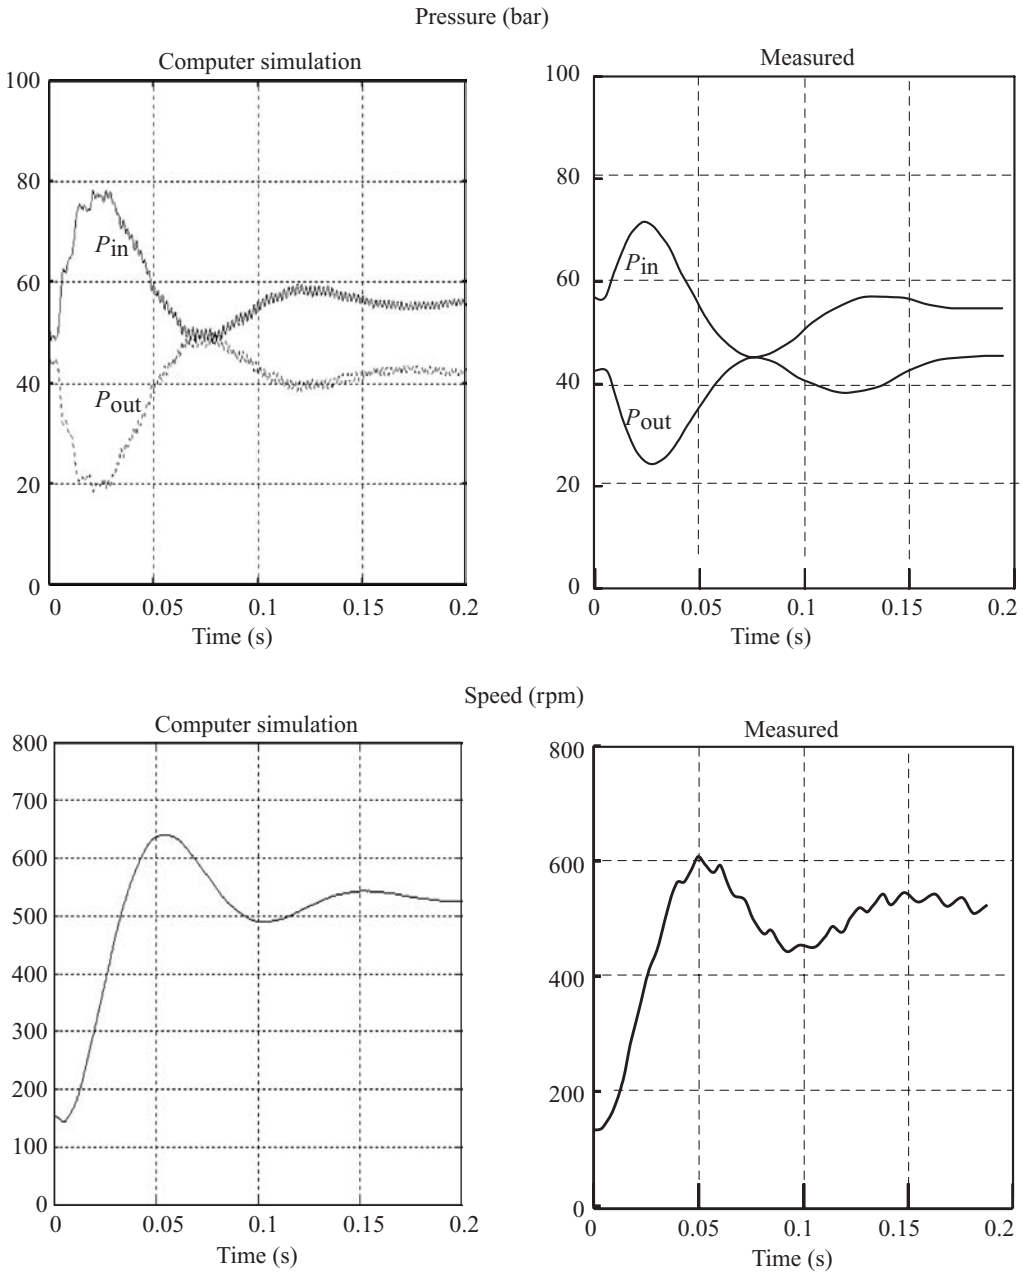 Pressure (bar)
Computer simulation
100
80
60
40
20
0
Pin
Pout
0 0.05 0.1 0.15 0.2
Time (s)
Measured
100
80
60
40
20
0
Pin
Pout
0 0.05 0.1 0.15 0.2
Time (s)
Speed (rpm)
Computer simulation
800
700
600
500
400
300
200
100
0
0 0.05 0.1 0.15 0.2
Time (s)
Measured
800
600
400
200
0
0 0.05 0.1 0.15 0.2
Time (s)